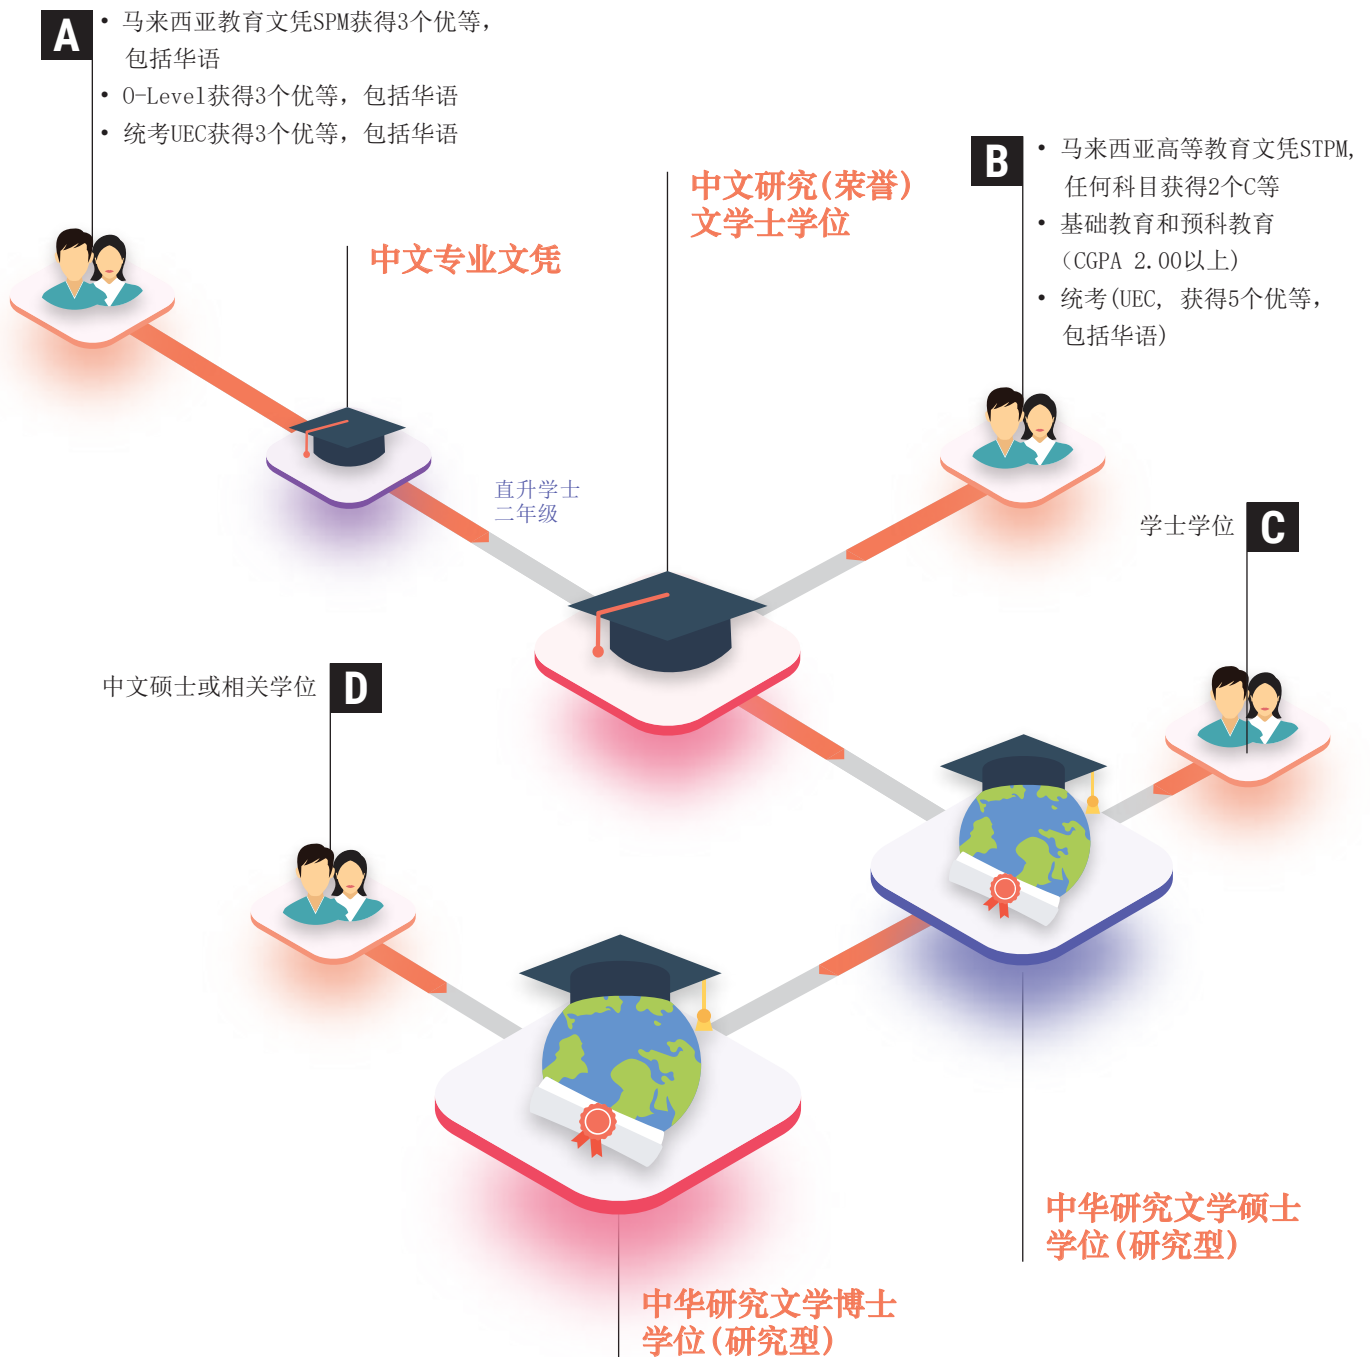 A
• 马来西亚教育文凭SPM获得3个优等，
包括华语
• O-Level获得3个优等，包括华语
• 统考UEC获得3个优等，包括华语
B
• 马来西亚高等教育文凭STPM,
任何科目获得2个C等
• 基础教育和预科教育
（CGPA 2.00以上)
• 统考(UEC, 获得5个优等，
包括华语)
中文研究(荣誉)
文学士学位
中文专业文凭
直升学士
二年级
学士学位
C
中文硕士或相关学位
D
中华研究文学硕士
学位(研究型)
中华研究文学博士
学位(研究型)